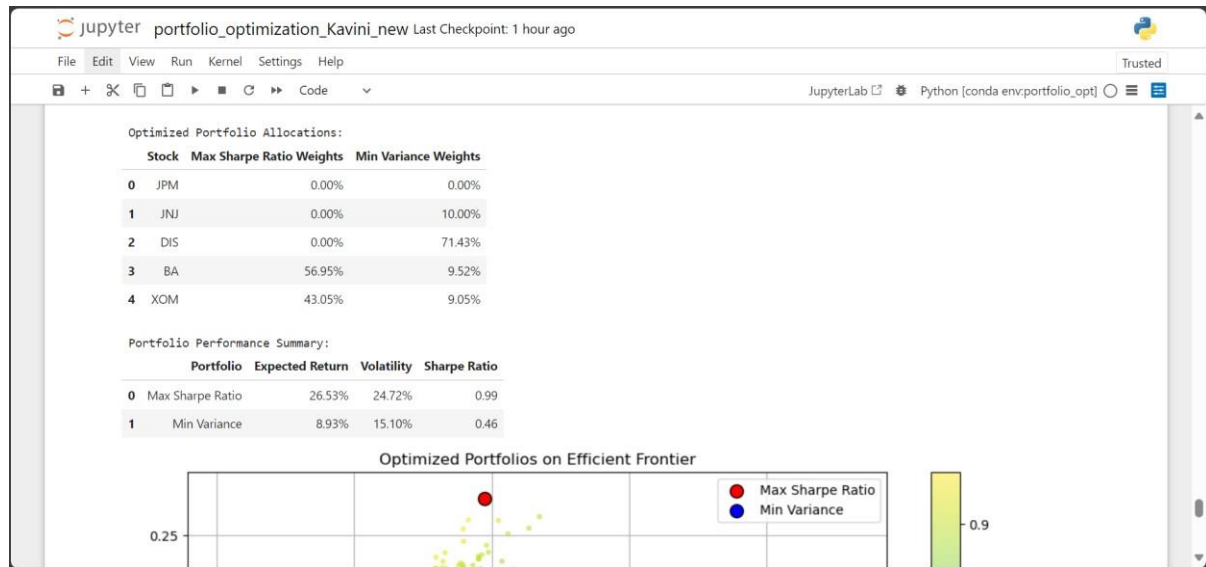 jupyter portfolio_optimization_Kavini_new Last Checkpoint: 1 hour ago
File Edit View Run Kernel Settings Help Trusted
Code JupyterLab Python [conda env:portfolio_opt]
Optimized Portfolio Allocations:
Stock Max Sharpe Ratio Weights Min Variance Weights
0 JPM 0.00% 0.00%
1 JNJ 0.00% 10.00%
2 DIS 0.00% 71.43%
3 BA 56.95% 9.52%
4 XOM 43.05% 9.05%
Portfolio Performance Summary:
Portfolio Expected Return Volatility Sharpe Ratio
0 Max Sharpe Ratio 26.53% 24.72% 0.99
1 Min Variance 8.93% 15.10% 0.46
Optimized Portfolios on Efficient Frontier
Max Sharpe Ratio
Min Variance
0.9
0.25